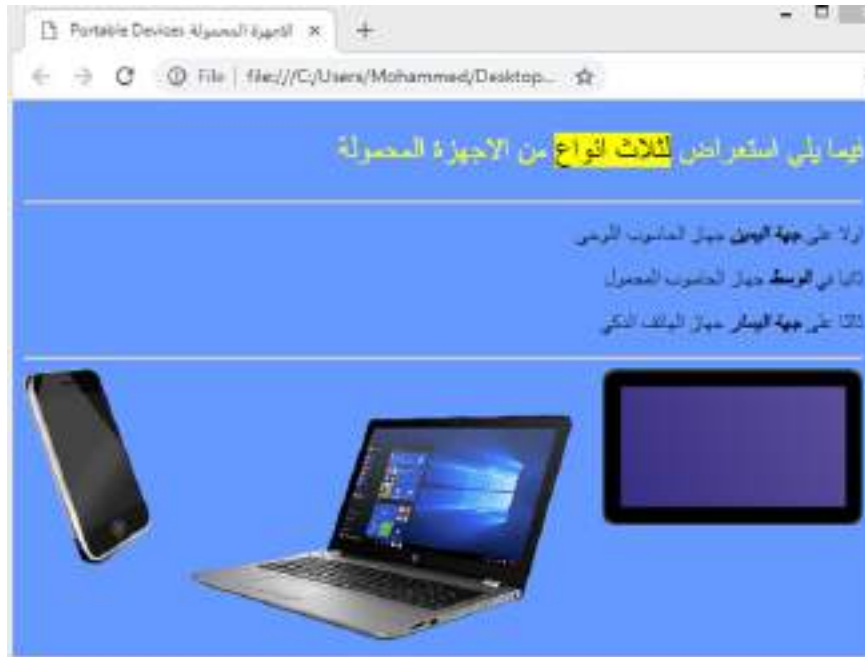 Portable Devices الاجهزة المحمولة
File | file:///C:/Users/Mohammed/Desktop...
فيما يلي استعراض لثلاث انواع من الاجهزة المحمولة
اولا على جهة اليمين جهاز الحاسوب اللوحي
ثانيا في الوسط جهاز الحاسوب المحمول
ثالثا على جهة اليسار جهاز الهاتف الذكي